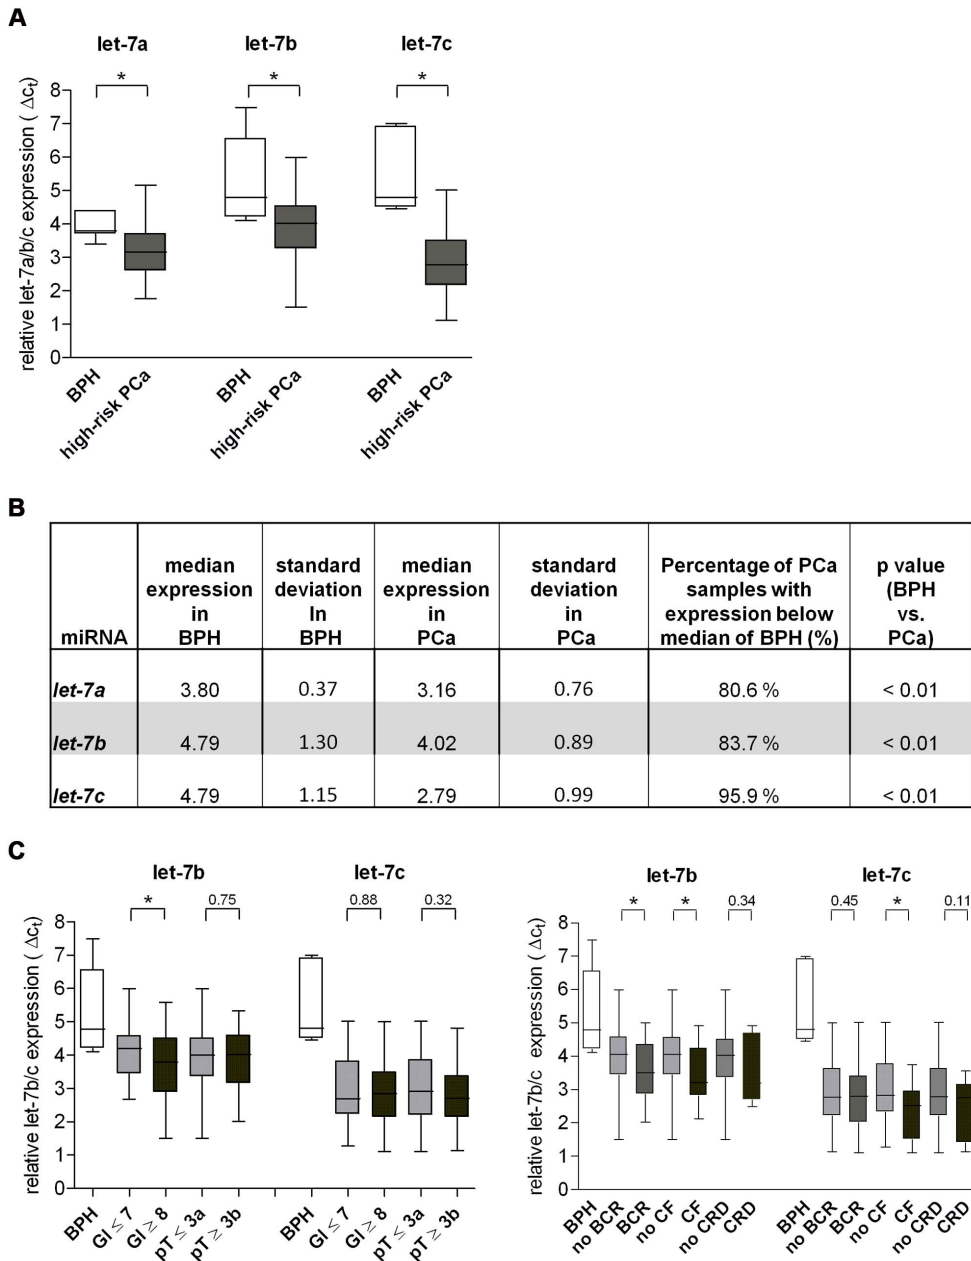 A
let-7a let-7b let-7c
* * *
relative let-7a/b/c expression ( Δct)
8
7
6
5
4
3
2
1
0
BPH
high-risk PCa
BPH
high-risk PCa
BPH
high-risk PCa
B
miRNA
median
expression
in
BPH
standard
deviation
In
BPH
median
expression
in
PCa
standard
deviation
in
PCa
Percentage of PCa
samples with
expression below
median of BPH (%)
p value
(BPH
vs.
PCa)
let-7a 3.80 0.37 3.16 0.76 80.6 % < 0.01
let-7b 4.79 1.30 4.02 0.89 83.7 % < 0.01
let-7c 4.79 1.15 2.79 0.99 95.9 % < 0.01
C
let-7b let-7c
* 0.75 0.88 0.32
relative let-7b/c expression ( Δct)
8
7
6
5
4
3
2
1
0
BPH
Gl ≤ 7
Gl ≥ 8
pT ≤ 3a
pT ≥ 3b
BPH
Gl ≤ 7
Gl ≥ 8
pT ≤ 3a
pT ≥ 3b
let-7b let-7c
* * 0.34 0.45 * 0.11
relative let-7b/c expression ( Δct)
8
7
6
5
4
3
2
1
0
BPH
no BCR
BCR
no CF
CF
no CRD
CRD
BPH
no BCR
BCR
no CF
CF
no CRD
CRD